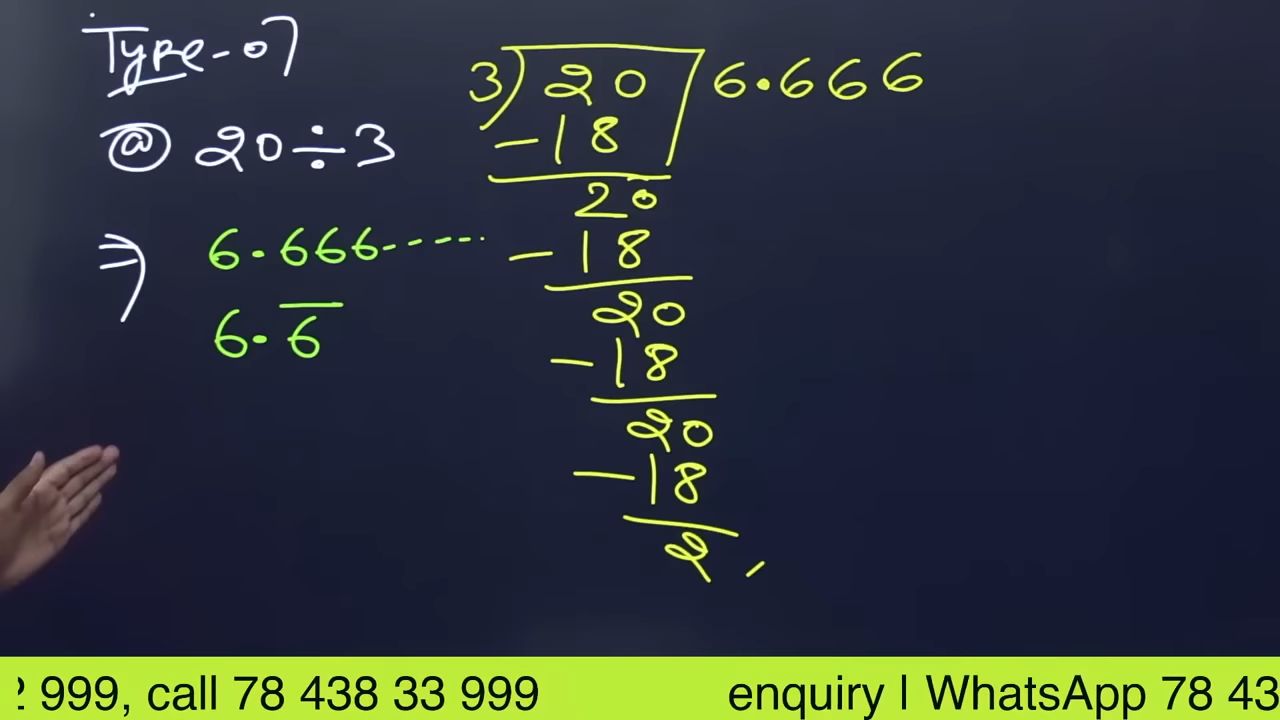 Type-07
@ 20÷3
⇒ 6.666-----
6.6̅
3) 20 6.666
-18
20
-18
20
-18
20
-18
2
2 999, call 78 438 33 999
enquiry | WhatsApp 78 43